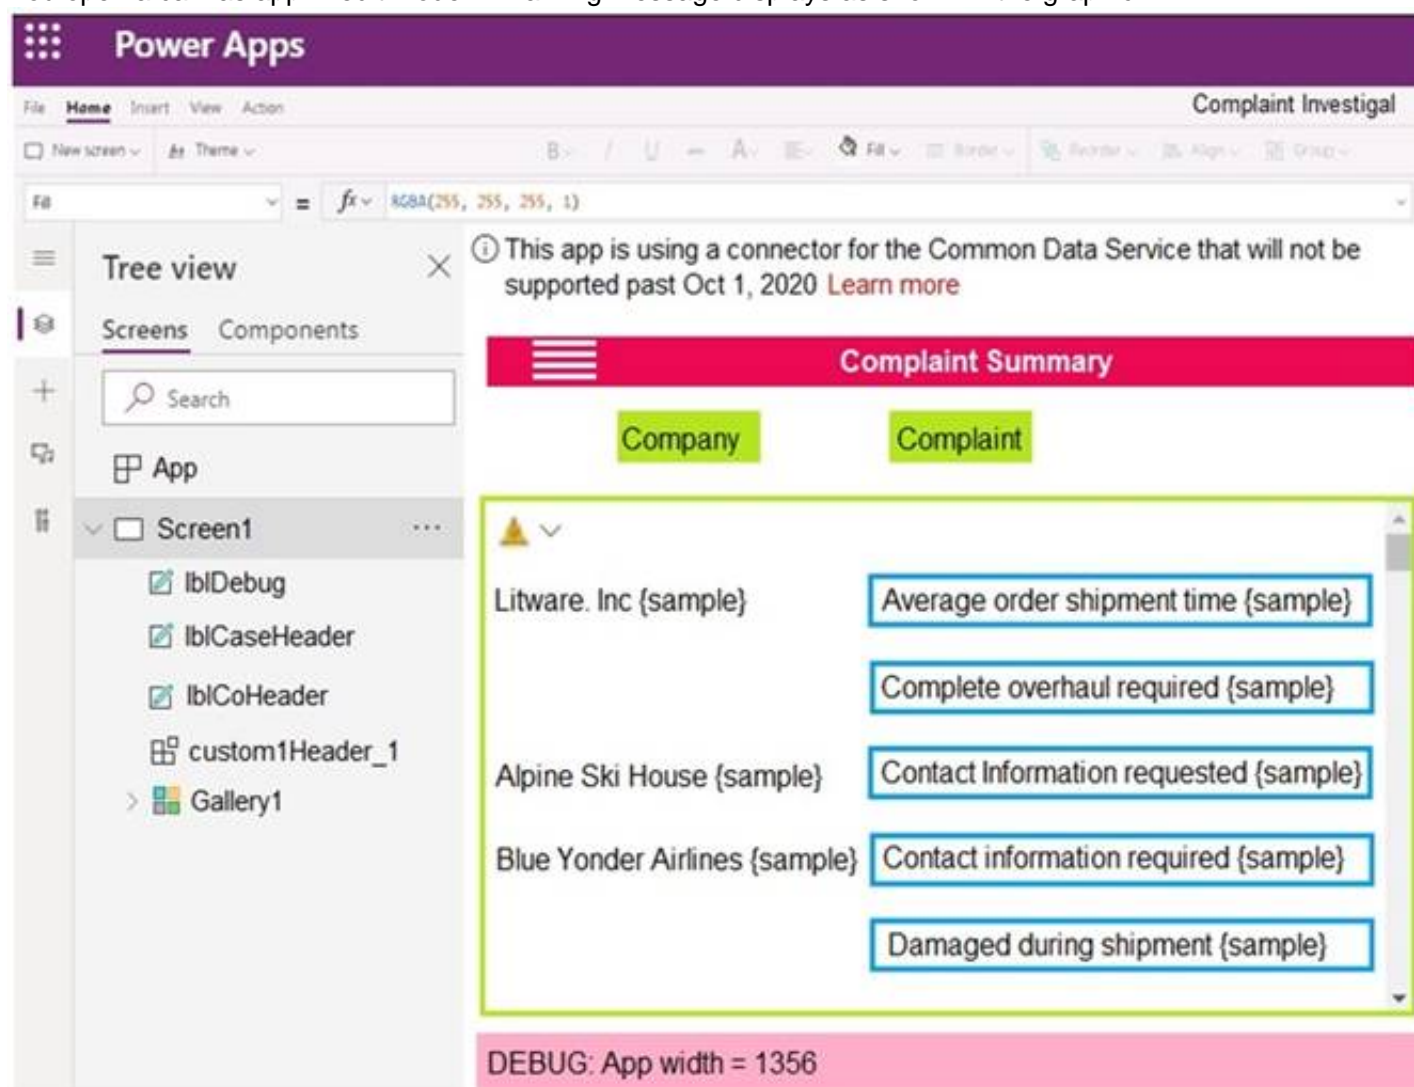 Power Apps
File Home Insert View Action
Complaint Investigal
New screen Theme
B / U A Fill Border Reorder Align Group
Fill = fx RGBA(255, 255, 255, 1)
Tree view
This app is using a connector for the Common Data Service that will not be
supported past Oct 1, 2020 Learn more
Screens Components
Search
App
Screen1 ...
lblDebug
lblCaseHeader
lblCoHeader
custom1Header_1
Gallery1
Complaint Summary
Company Complaint
Litware. Inc {sample} Average order shipment time {sample}
Complete overhaul required {sample}
Alpine Ski House {sample} Contact Information requested {sample}
Blue Yonder Airlines {sample} Contact information required {sample}
Damaged during shipment {sample}
DEBUG: App width = 1356